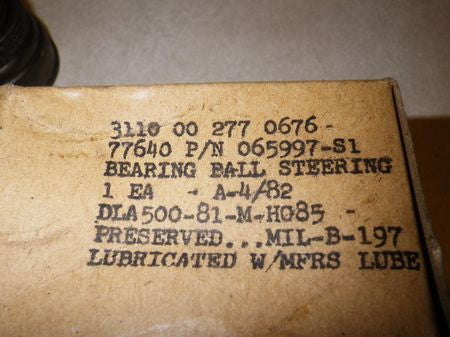 3110 00 277 0676-
77640 P/N 065997-S1
BEARING BALL STEERING
1 EA - A-4/82
DLA500-81-M-H085 -
PRESERVED...MIL-B-197
LUBRICATED W/MFRS LUBE